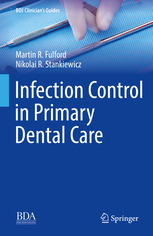 BDJ Clinician's Guides
Martin R. Fulford
Nikolai R. Stankiewicz
Infection Control
in Primary
Dental Care
BDA
Springer